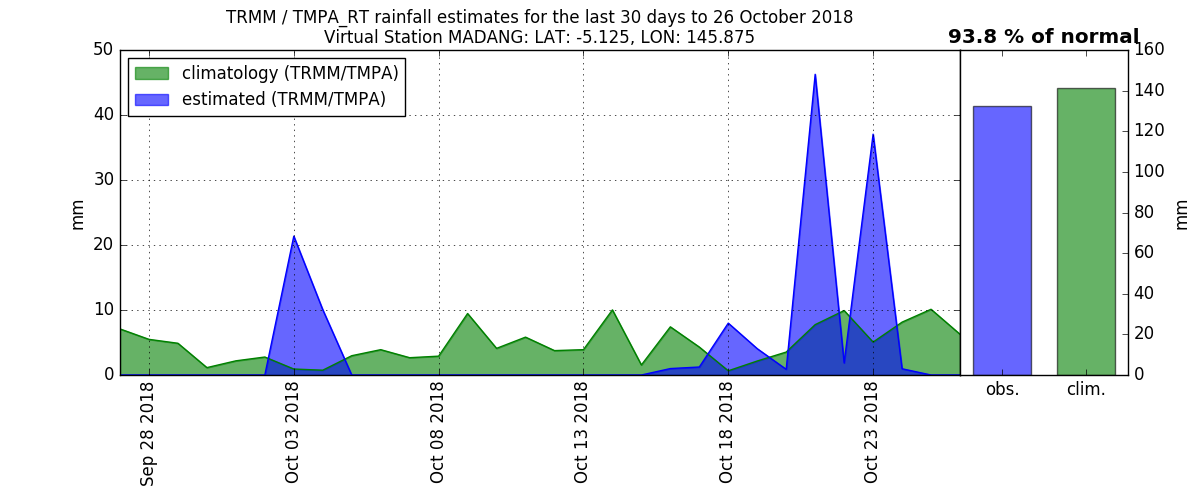 TRMM / TMPA_RT rainfall estimates for the last 30 days to 26 October 2018
Virtual Station MADANG: LAT: -5.125, LON: 145.875
93.8 % of normal
climatology (TRMM/TMPA)
estimated (TRMM/TMPA)
50
40
30
20
10
0
mm
Sep 28 2018
Oct 03 2018
Oct 08 2018
Oct 13 2018
Oct 18 2018
Oct 23 2018
160
140
120
100
80
60
40
20
0
mm
obs.
clim.